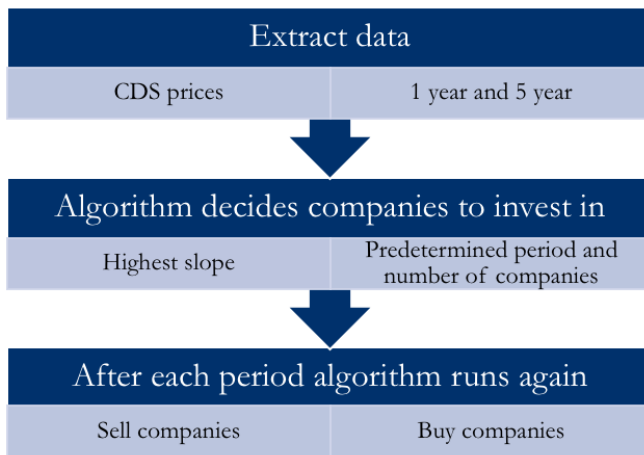 Extract data
CDS prices
1 year and 5 year
Algorithm decides companies to invest in
Highest slope
Predetermined period and
number of companies
After each period algorithm runs again
Sell companies
Buy companies